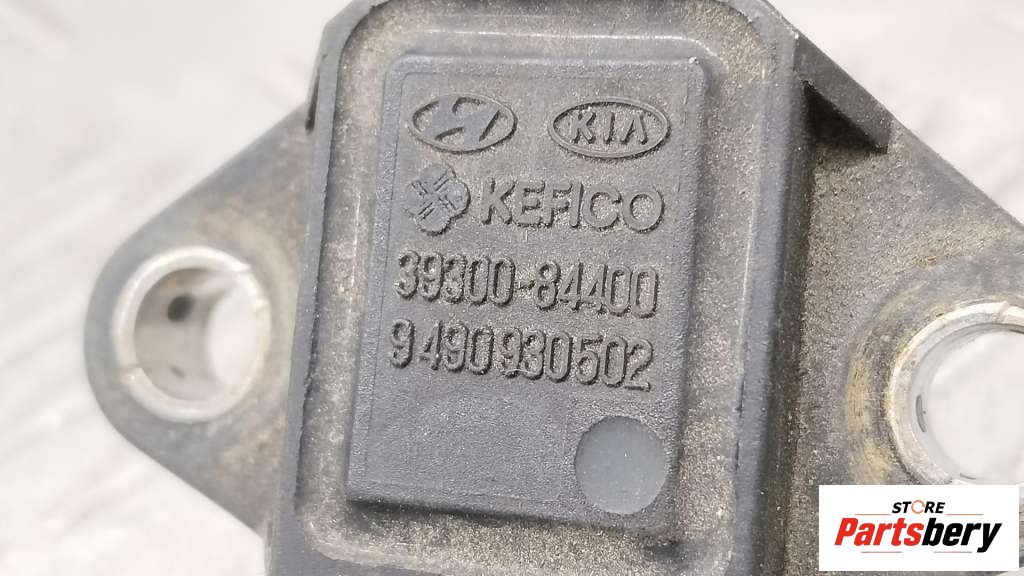 KIA
KEFICO
39300-84400
9490930502
STORE
Partsbery